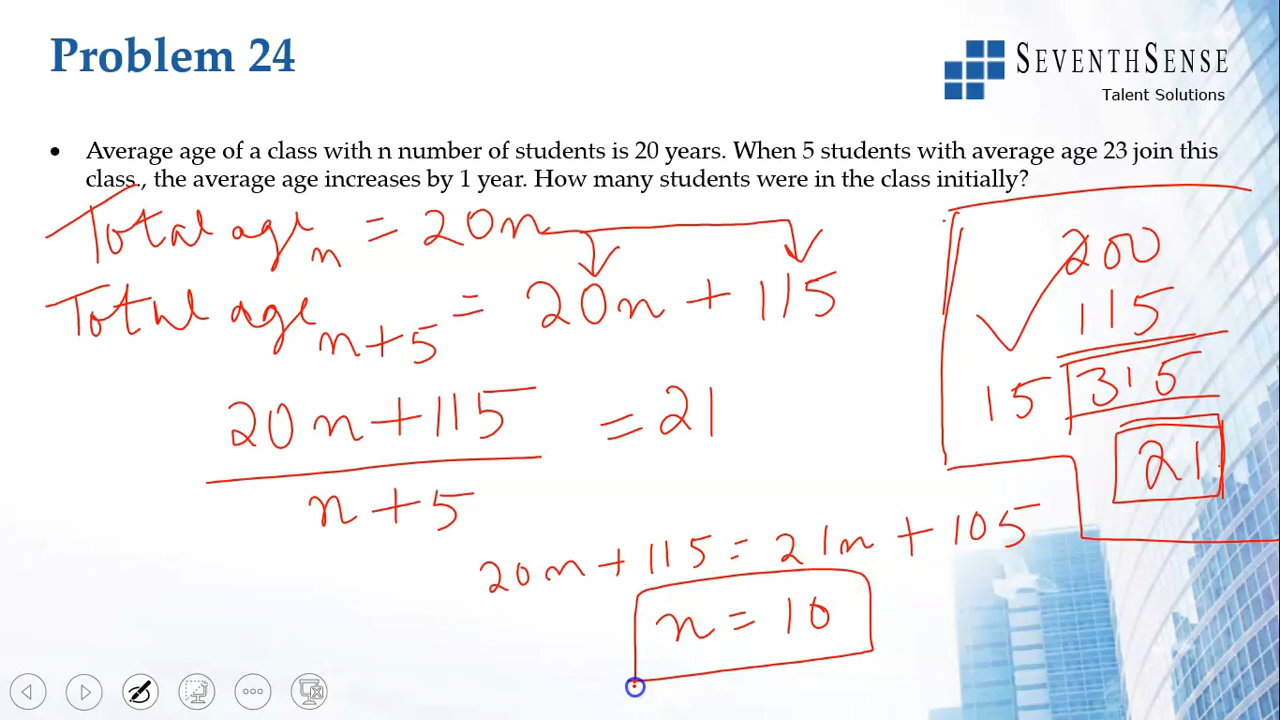 Problem 24
SEVENTHSENSE
Talent Solutions
• Average age of a class with n number of students is 20 years. When 5 students with average age 23 join this
class., the average age increases by 1 year. How many students were in the class initially?
Total age n = 20n
Total age n+5 = 20n + 115
20n + 115 = 21
n + 5
20n + 115 = 21n + 105
n = 10
200
115
15 315
21